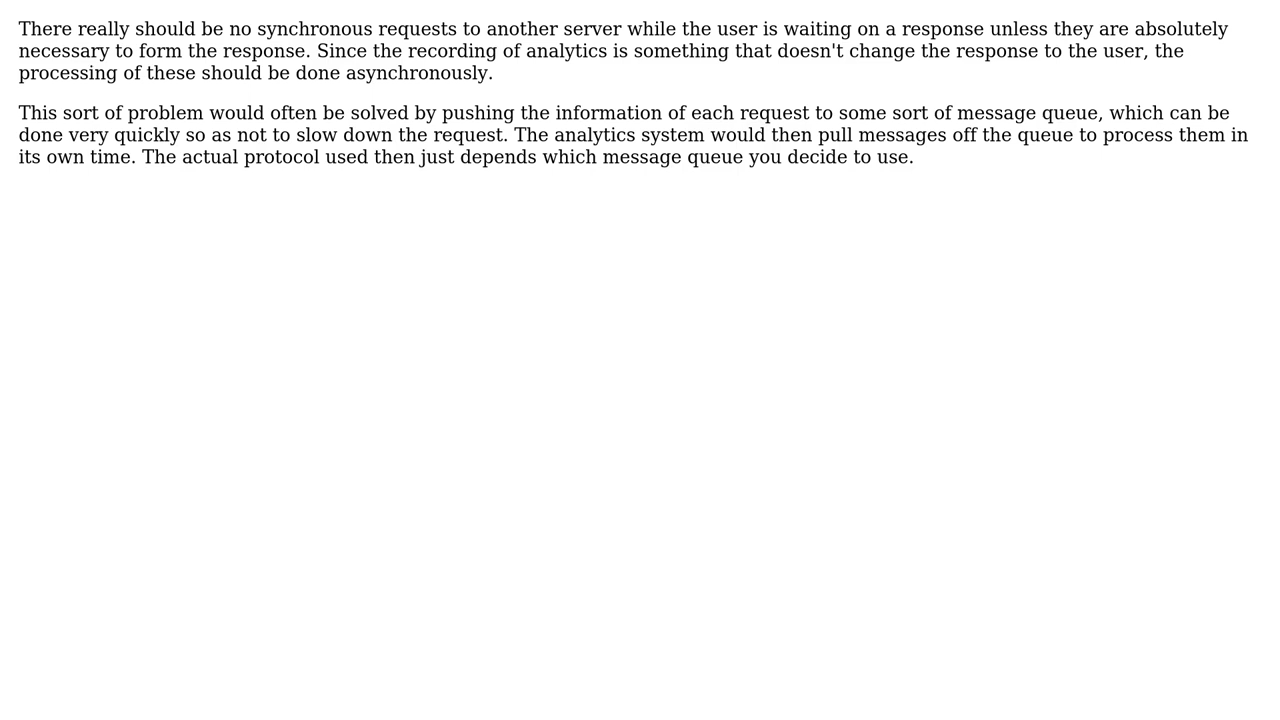 There really should be no synchronous requests to another server while the user is waiting on a response unless they are absolutely
necessary to form the response. Since the recording of analytics is something that doesn't change the response to the user, the
processing of these should be done asynchronously.
This sort of problem would often be solved by pushing the information of each request to some sort of message queue, which can be
done very quickly so as not to slow down the request. The analytics system would then pull messages off the queue to process them in
its own time. The actual protocol used then just depends which message queue you decide to use.